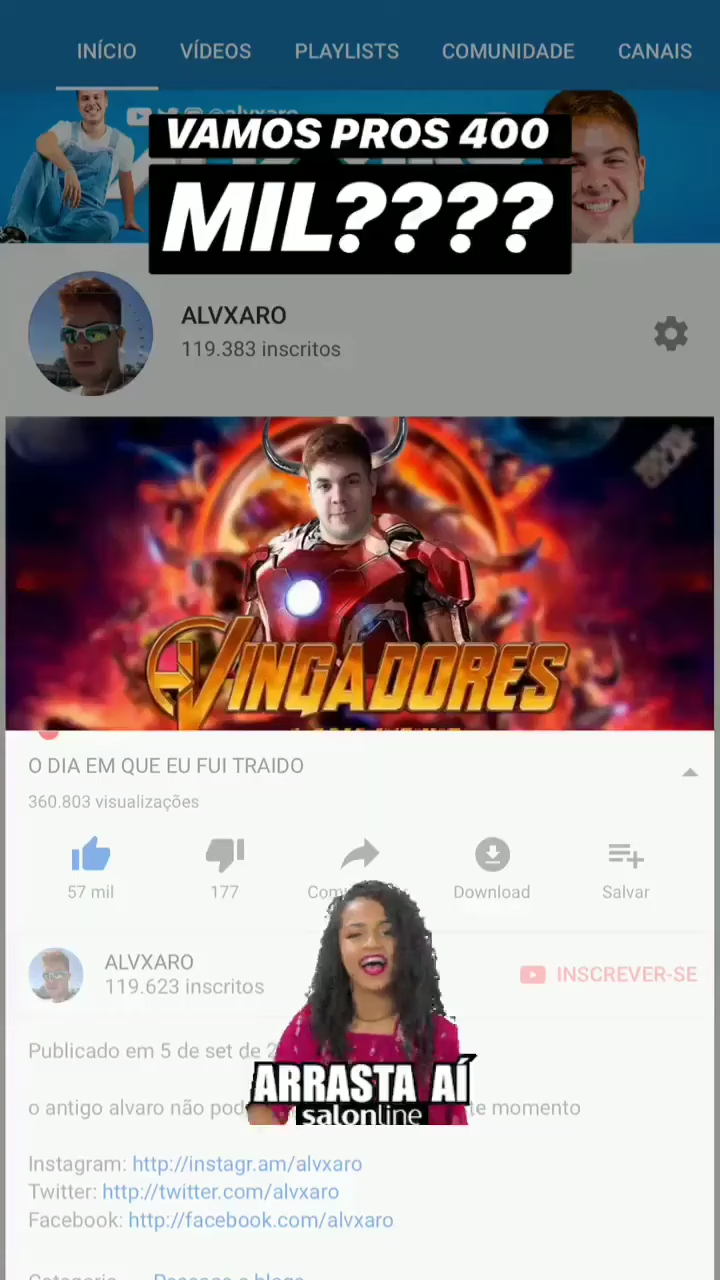 INÍCIO VÍDEOS PLAYLISTS COMUNIDADE CANAIS
@alvxaro
VAMOS PROS 400
MIL????
ALVXARO
119.383 inscritos
VINGADORES
O DIA EM QUE EU FUI TRAIDO
360.803 visualizações
57 mil 177 Download Salvar
ALVXARO
119.623 inscritos
INSCREVER-SE
Publicado em 5 de set de
ARRASTA AÍ
salonline
o antigo alvaro não momento
Instagram: http://instagr.am/alvxaro
Twitter: http://twitter.com/alvxaro
Facebook: http://facebook.com/alvxaro